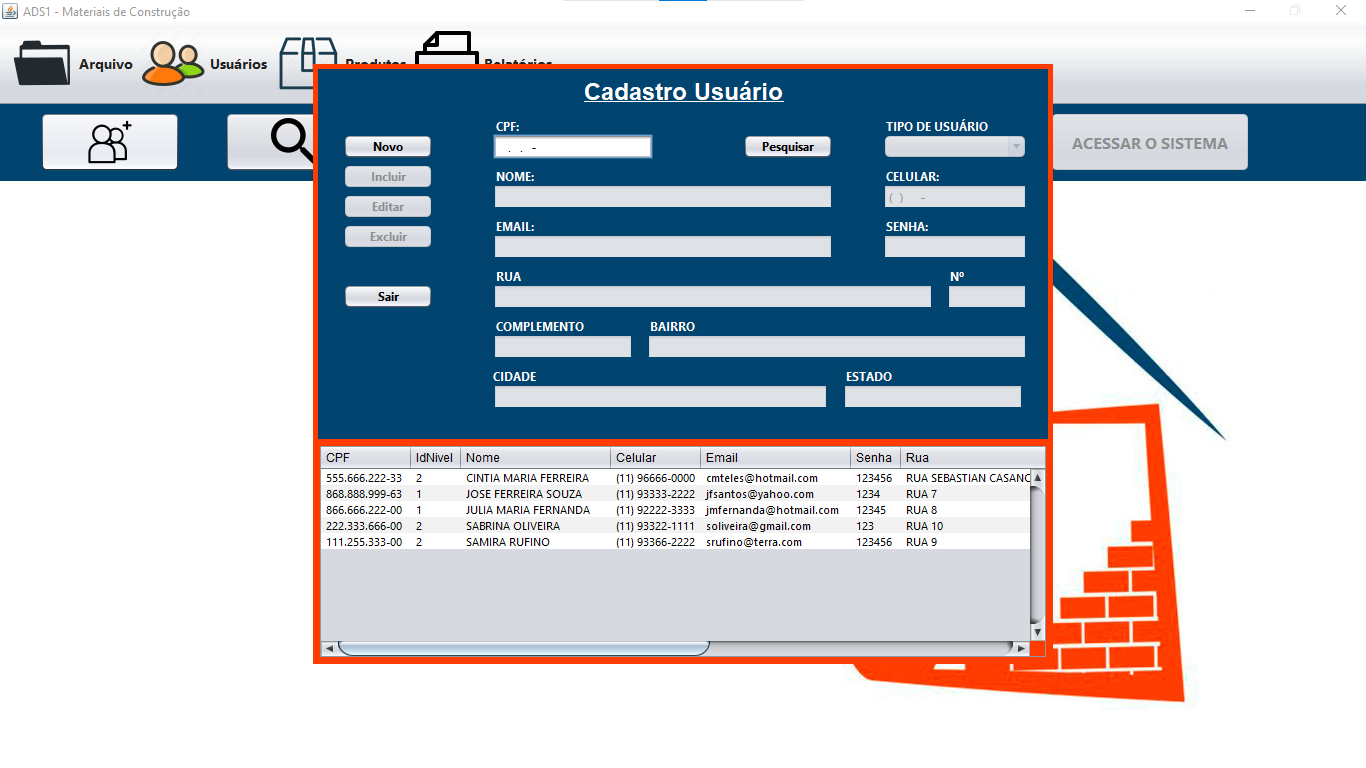 ADS1 - Materiais de Construção
Arquivo
Usuários
Produtos
Relatórios
ACESSAR O SISTEMA
Cadastro Usuário
Novo
Incluir
Editar
Excluir
Sair
CPF:
. . -
Pesquisar
TIPO DE USUÁRIO
NOME:
CELULAR:
( ) -
EMAIL:
SENHA:
RUA
Nº
COMPLEMENTO
BAIRRO
CIDADE
ESTADO
CPF IdNivel Nome Celular Email Senha Rua
555.666.222-33 2 CINTIA MARIA FERREIRA (11) 96666-0000 cmteles@hotmail.com 123456 RUA SEBASTIAN CASANO
868.888.999-63 1 JOSE FERREIRA SOUZA (11) 93333-2222 jfsantos@yahoo.com 1234 RUA 7
866.666.222-00 1 JULIA MARIA FERNANDA (11) 92222-3333 jmfernanda@hotmail.com 12345 RUA 8
222.333.666-00 2 SABRINA OLIVEIRA (11) 93322-1111 soliveira@gmail.com 123 RUA 10
111.255.333-00 2 SAMIRA RUFINO (11) 93366-2222 srufino@terra.com 123456 RUA 9